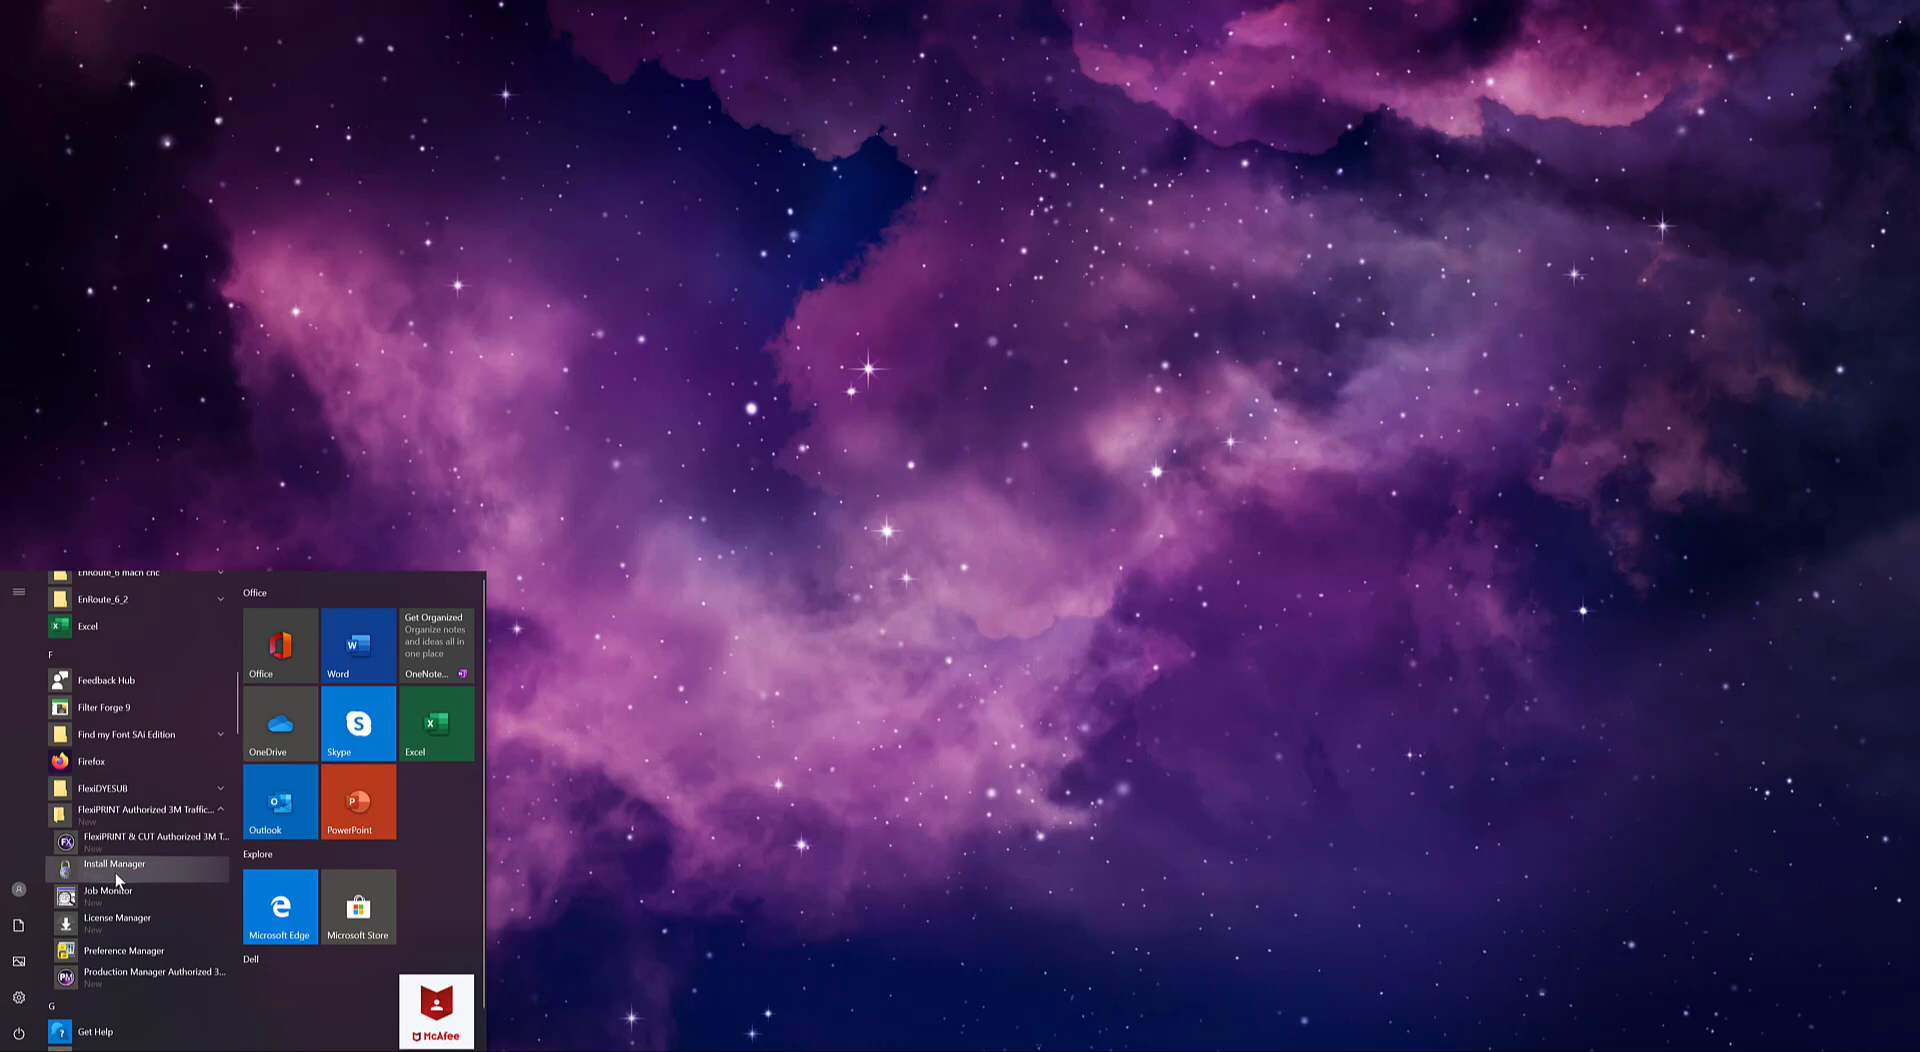 EnRoute_6 mach cnc
EnRoute_6_2
Excel
F
Feedback Hub
Filter Forge 9
Find my Font SAi Edition
Firefox
FlexiDYESUB
FlexiPRINT Authorized 3M Traffic...
New
FlexiPRINT & CUT Authorized 3M T...
New
Install Manager
Job Monitor
New
License Manager
New
Preference Manager
Production Manager Authorized 3...
New
G
Get Help
Office
Office
Word
Get Organized
Organize notes
and ideas all in
one place
OneNote...
OneDrive
Skype
Excel
Outlook
PowerPoint
Explore
Microsoft Edge
Microsoft Store
Dell
McAfee